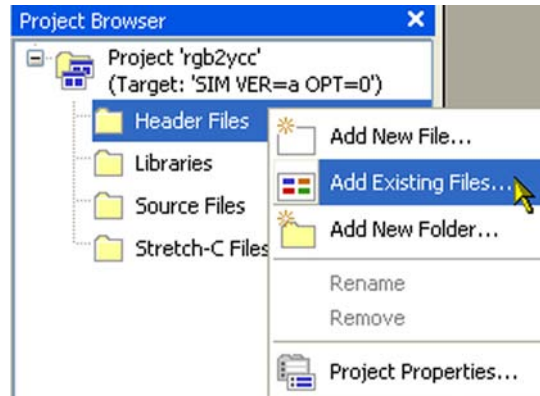 Project Browser
Project 'rgb2ycc'
(Target: 'SIM VER=a OPT=0')
Header Files
Libraries
Source Files
Stretch-C Files
Add New File...
Add Existing Files...
Add New Folder...
Rename
Remove
Project Properties...